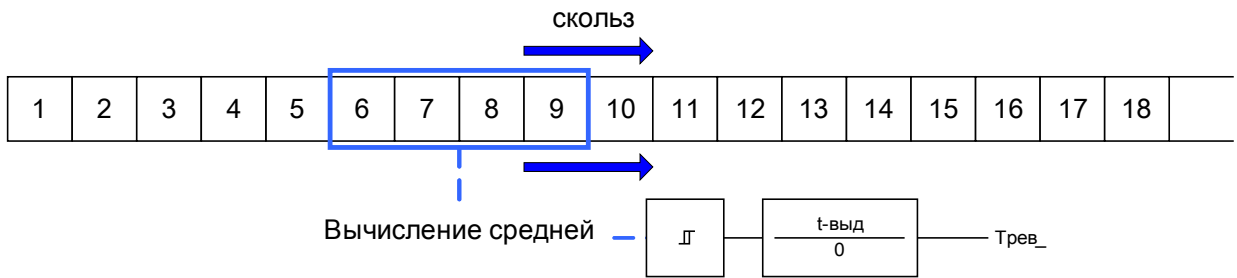 скольз
1 2 3 4 5 6 7 8 9 10 11 12 13 14 15 16 17 18
Вычисление средней
t-выд
0
Трев_